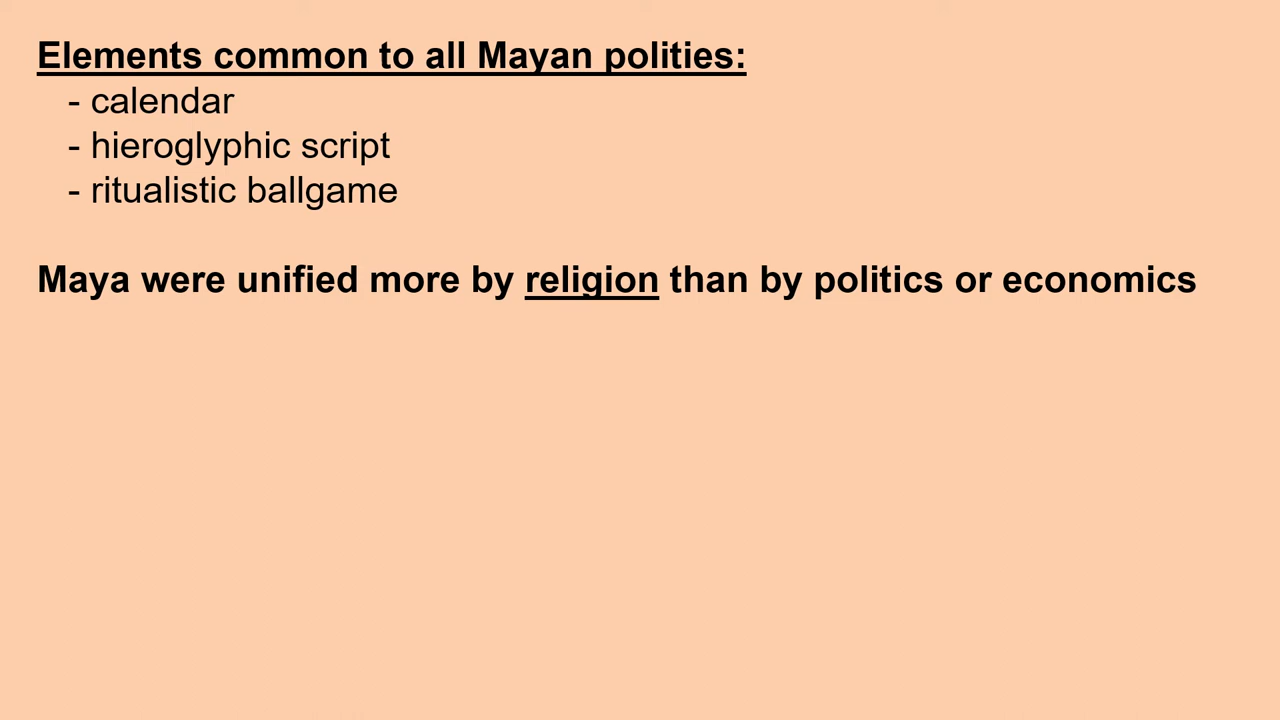 Elements common to all Mayan polities:
- calendar
- hieroglyphic script
- ritualistic ballgame
Maya were unified more by religion than by politics or economics